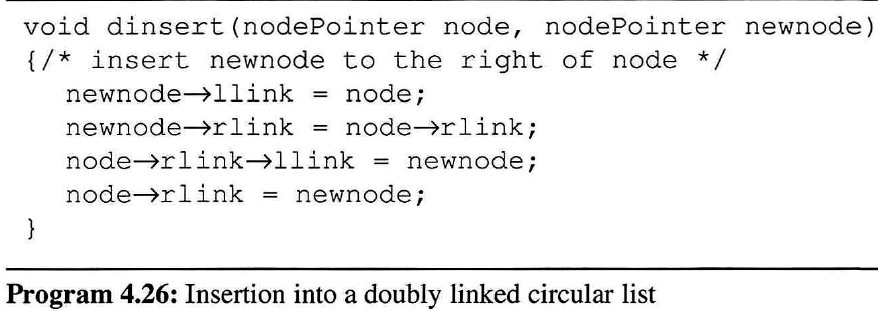 void dinsert(nodePointer node, nodePointer newnode)
{/* insert newnode to the right of node */
newnode→llink = node;
newnode→rlink = node→rlink;
node→rlink→llink = newnode;
node→rlink = newnode;
}
Program 4.26: Insertion into a doubly linked circular list